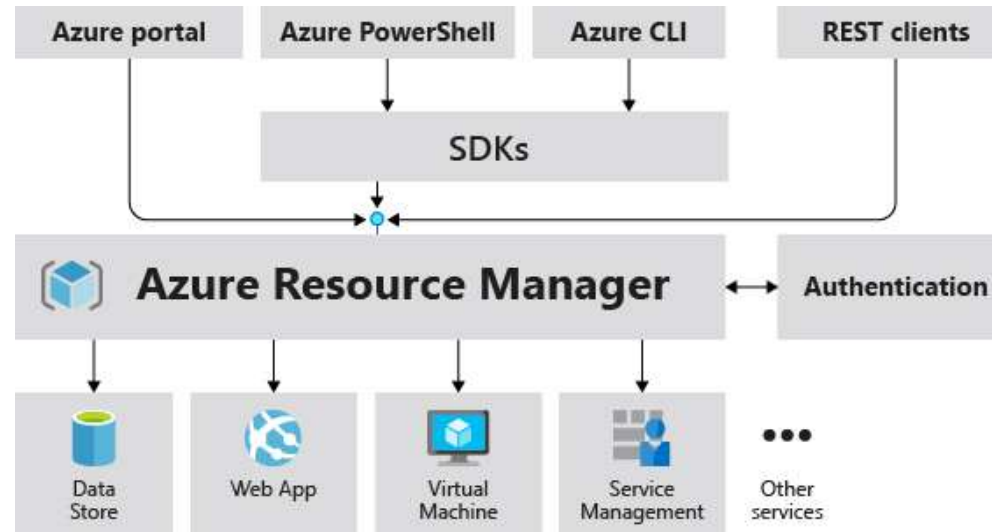 Azure portal
Azure PowerShell
Azure CLI
REST clients
SDKs
Azure Resource Manager
Authentication
Data
Store
Web App
Virtual
Machine
Service
Management
Other
services